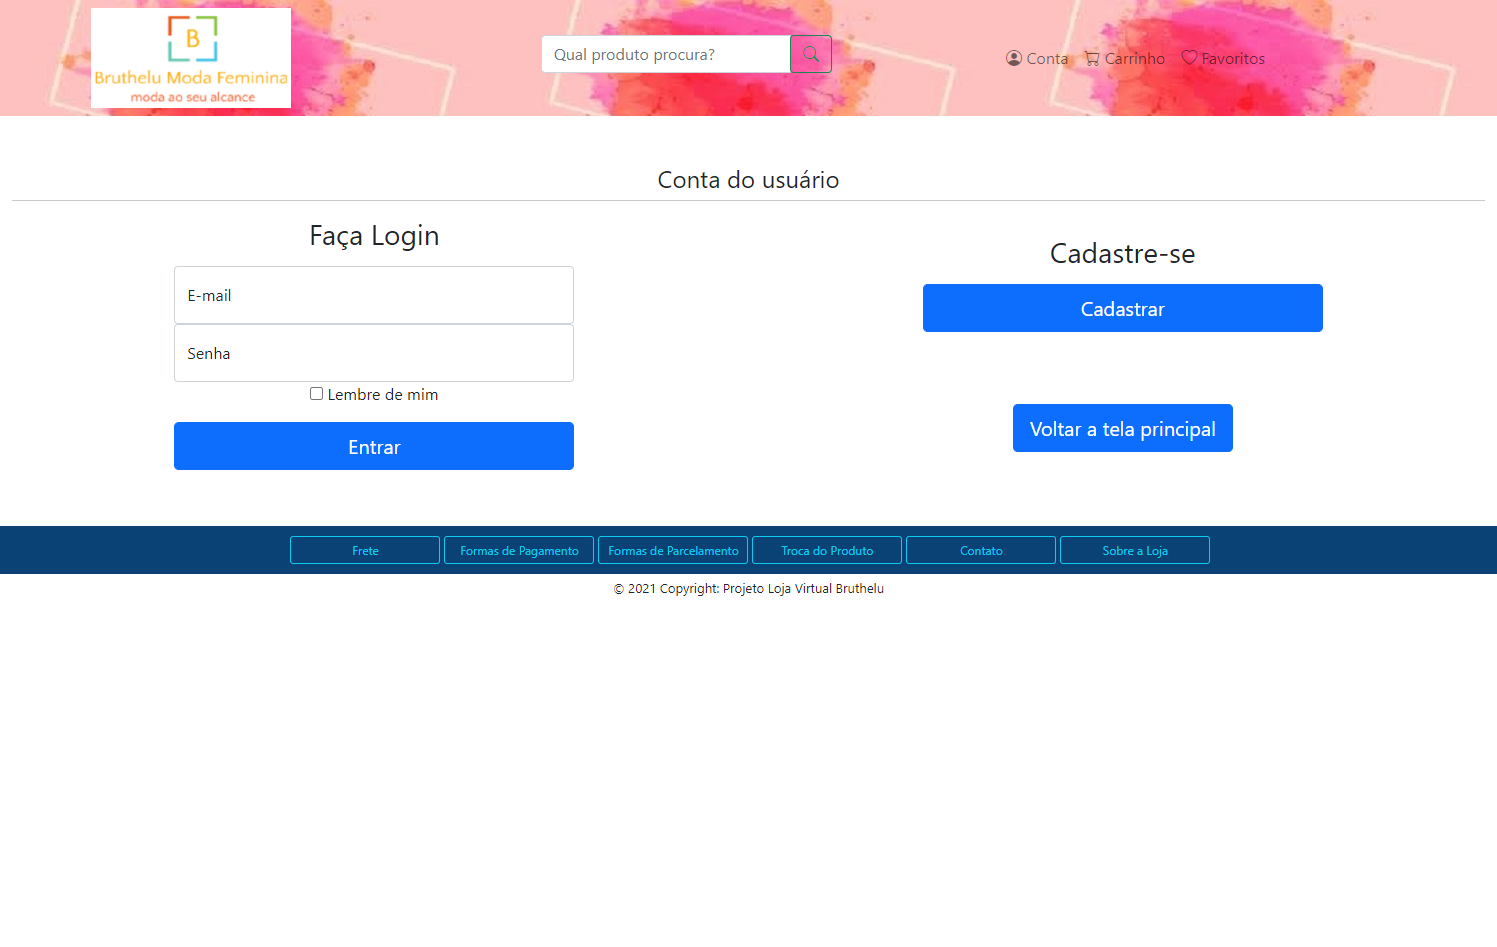 B
Bruthelu Moda Feminina
moda ao seu alcance
Qual produto procura?
Conta Carrinho Favoritos
Conta do usuário
Faça Login
E-mail
Senha
Lembre de mim
Entrar
Cadastre-se
Cadastrar
Voltar a tela principal
Frete Formas de Pagamento Formas de Parcelamento Troca do Produto Contato Sobre a Loja
© 2021 Copyright: Projeto Loja Virtual Bruthelu